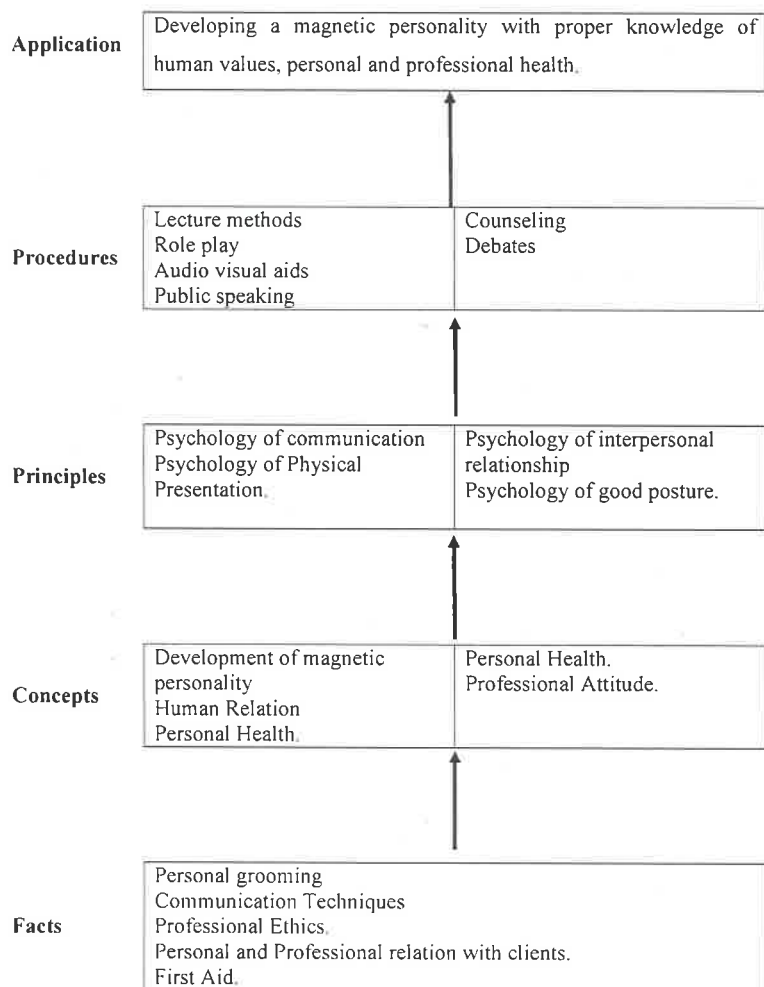 Application
Developing a magnetic personality with proper knowledge of
human values, personal and professional health.
Procedures
Lecture methods
Role play
Audio visual aids
Public speaking
Counseling
Debates
Principles
Psychology of communication
Psychology of Physical
Presentation.
Psychology of interpersonal
relationship
Psychology of good posture.
Concepts
Development of magnetic
personality
Human Relation
Personal Health.
Personal Health.
Professional Attitude.
Facts
Personal grooming
Communication Techniques
Professional Ethics.
Personal and Professional relation with clients.
First Aid.